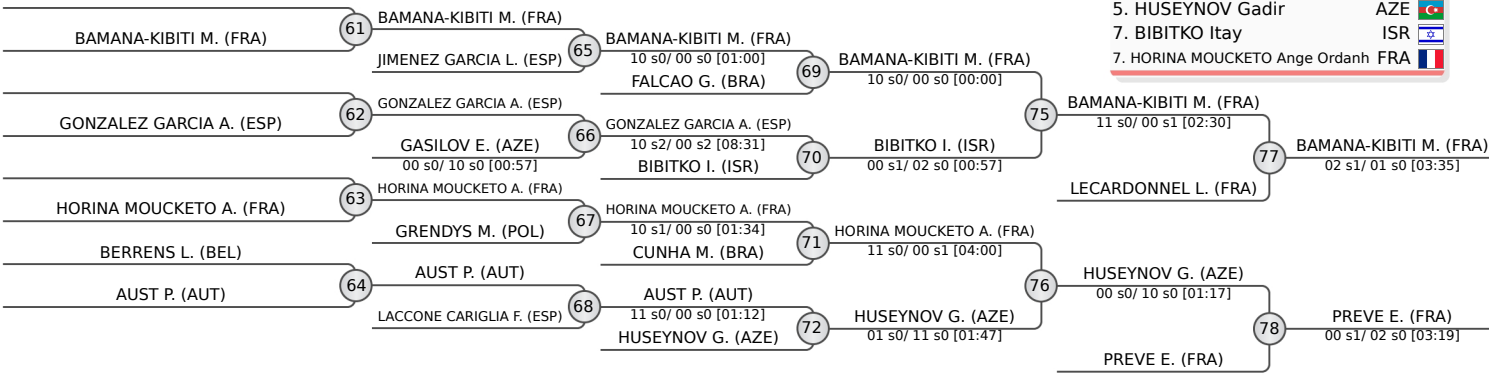 5. HUSEYNOV Gadir AZE
7. BIBITKO Itay ISR
7. HORINA MOUCKETO Ange Ordanh FRA
BAMANA-KIBITI M. (FRA)
61
GONZALEZ GARCIA A. (ESP)
62
HORINA MOUCKETO A. (FRA)
63
BERRENS L. (BEL)
AUST P. (AUT)
64
BAMANA-KIBITI M. (FRA)
JIMENEZ GARCIA L. (ESP)
65
GONZALEZ GARCIA A. (ESP)
GASILOV E. (AZE)
00 s0/ 10 s0 [00:57]
66
HORINA MOUCKETO A. (FRA)
GRENDYS M. (POL)
67
AUST P. (AUT)
LACCONE CARIGLIA F. (ESP)
68
BAMANA-KIBITI M. (FRA)
10 s0/ 00 s0 [01:00]
FALCAO G. (BRA)
69
GONZALEZ GARCIA A. (ESP)
10 s2/ 00 s2 [08:31]
BIBITKO I. (ISR)
70
HORINA MOUCKETO A. (FRA)
10 s1/ 00 s0 [01:34]
CUNHA M. (BRA)
71
AUST P. (AUT)
11 s0/ 00 s0 [01:12]
HUSEYNOV G. (AZE)
72
BAMANA-KIBITI M. (FRA)
10 s0/ 00 s0 [00:00]
BIBITKO I. (ISR)
00 s1/ 02 s0 [00:57]
75
HORINA MOUCKETO A. (FRA)
11 s0/ 00 s1 [04:00]
HUSEYNOV G. (AZE)
01 s0/ 11 s0 [01:47]
76
BAMANA-KIBITI M. (FRA)
11 s0/ 00 s1 [02:30]
LECARDONNEL L. (FRA)
77
HUSEYNOV G. (AZE)
00 s0/ 10 s0 [01:17]
PREVE E. (FRA)
78
BAMANA-KIBITI M. (FRA)
02 s1/ 01 s0 [03:35]
PREVE E. (FRA)
00 s1/ 02 s0 [03:19]